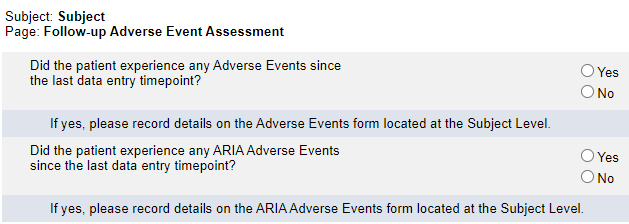 Subject: Subject
Page: Follow-up Adverse Event Assessment
Did the patient experience any Adverse Events since
the last data entry timepoint?
Yes
No
If yes, please record details on the Adverse Events form located at the Subject Level.
Did the patient experience any ARIA Adverse Events
since the last data entry timepoint?
Yes
No
If yes, please record details on the ARIA Adverse Events form located at the Subject Level.